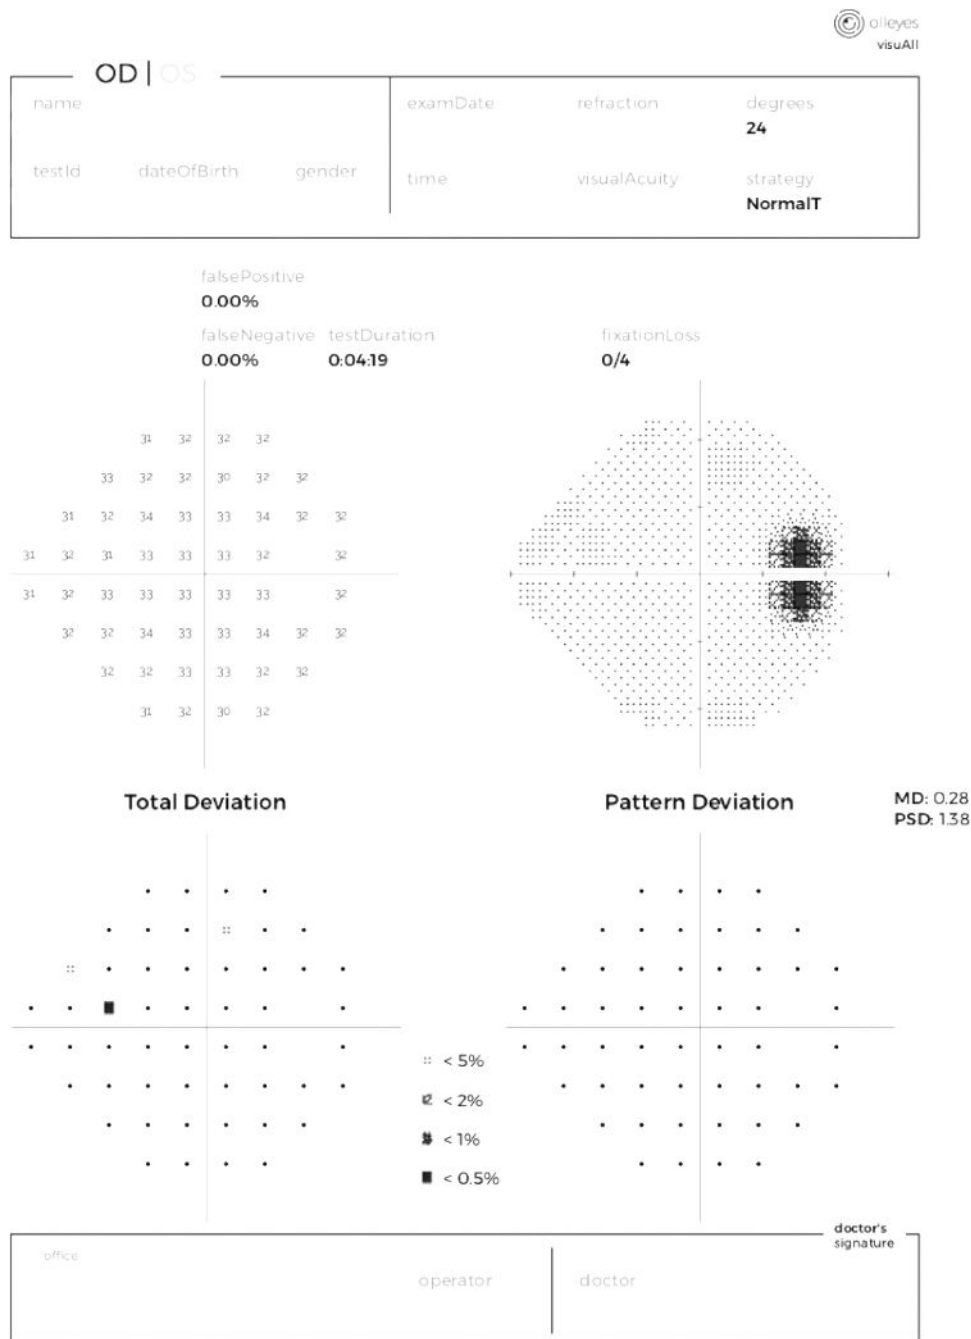 olleyes
visuAll
OD | OS
name
examDate refraction degrees
24
testId dateOfBirth gender
time visualAcuity strategy
NormalT
falsePositive
0.00%
falseNegative testDuration fixationLoss
0.00% 0:04:19 0/4
31 32 32 32
33 32 32 30 32 32
31 32 34 33 33 34 32 32
31 32 31 33 33 33 32 32
31 32 33 33 33 33 33 32
32 32 34 33 33 34 32 32
32 32 33 33 32 32
31 32 30 32
Total Deviation Pattern Deviation MD: 0.28
PSD: 1.38
< 5%
< 2%
< 1%
< 0.5%
doctor's
signature
office
operator doctor